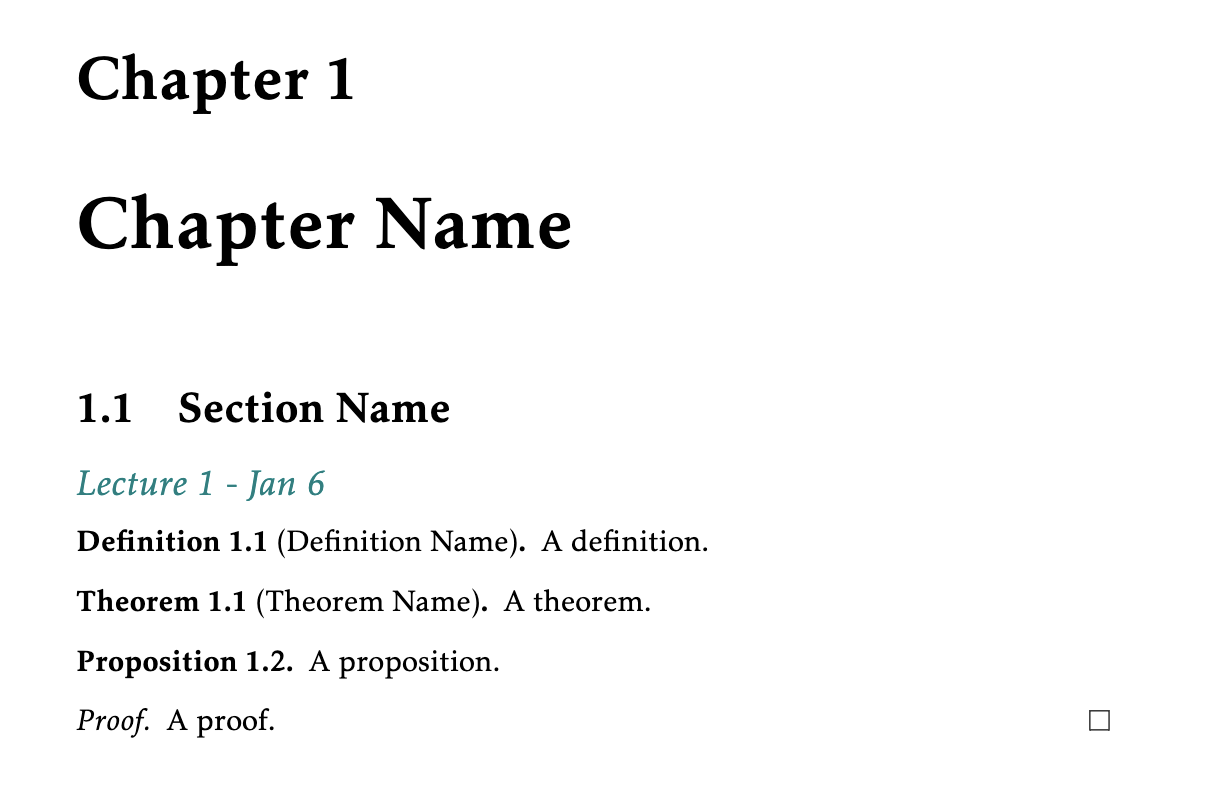 Chapter 1
Chapter Name
1.1 Section Name
Lecture 1 - Jan 6
Definition 1.1 (Definition Name). A definition.
Theorem 1.1 (Theorem Name). A theorem.
Proposition 1.2. A proposition.
Proof. A proof. □